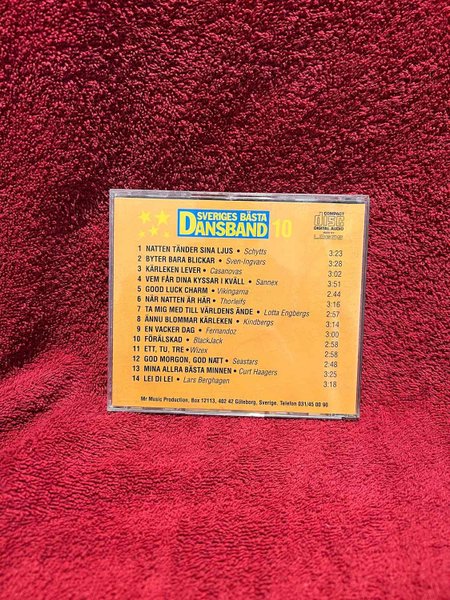 SVERIGES BÄSTA
DANSBAND 10
COMPACT
disc
DIGITAL AUDIO
1 NATTEN TÄNDER SINA LJUS • Schytts 3:23
2 BYTER BARA BLICKAR • Sven-Ingvars 3:28
3 KÄRLEKEN LEVER • Casanovas 3:02
4 VEM FÅR DINA KYSSAR I KVÄLL • Sannex 3:51
5 GOOD LUCK CHARM • Vikingarna 2:44
6 NÄR NATTEN ÄR HÄR • Thorleifs 3:16
7 TA MIG MED TILL VÄRLDENS ÄNDE • Lotta Engbergs 2:57
8 ÄNNU BLOMMAR KÄRLEKEN • Kindbergs 3:14
9 EN VACKER DAG • Fernandoz 3:00
10 FÖRÄLSKAD • BlackJack 2:58
11 ETT, TU, TRE • Wizex 2:58
12 GOD MORGON, GOD NATT • Seastars 2:48
13 MINA ALLRA BÄSTA MINNEN • Curt Haagers 3:25
14 LEI DI LEI • Lars Berghagen 3:18
Mr Music Production, Box 12113, 402 42 Göteborg, Sverige. Telefon 031/45 00 90